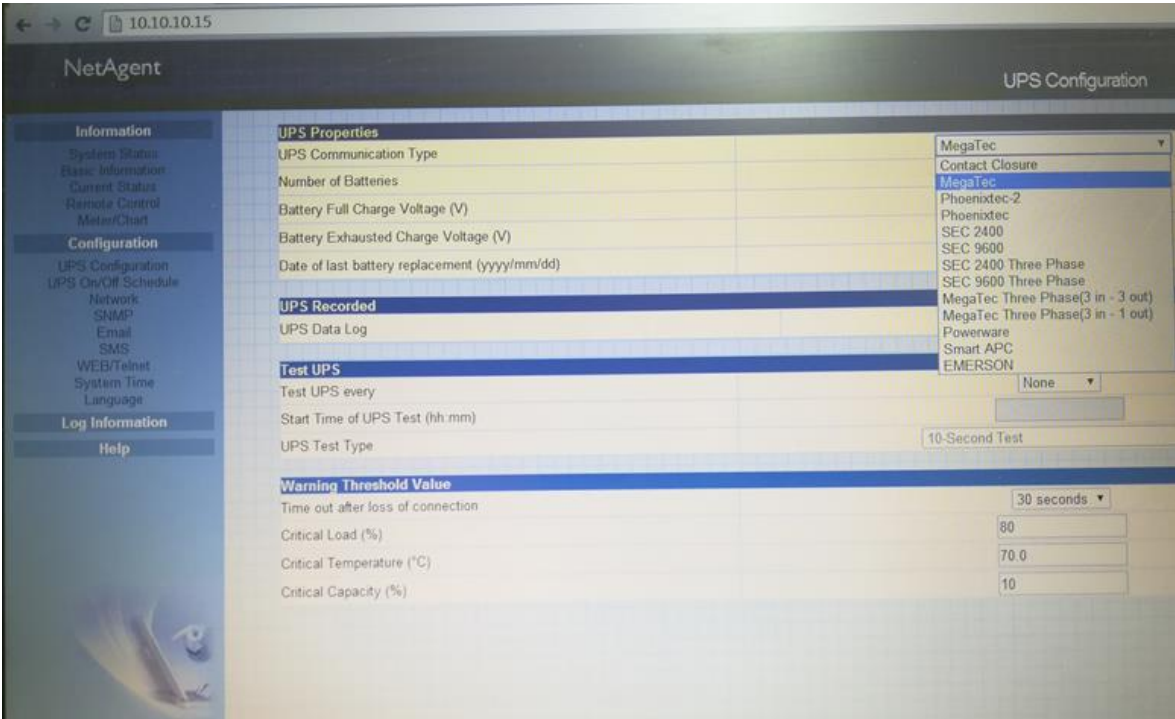 10.10.10.15
NetAgent
UPS Configuration
Information
System Status
Basic Information
Current Status
Remote Control
Meter/Chart
Configuration
UPS Configuration
UPS On/Off Schedule
Network
SNMP
Email
SMS
WEB/Telnet
System Time
Language
Log Information
Help
UPS Properties
UPS Communication Type
MegaTec
Contact Closure
MegaTec
Phoenixtec-2
Phoenixtec
SEC 2400
SEC 9600
SEC 2400 Three Phase
SEC 9600 Three Phase
MegaTec Three Phase(3 in - 3 out)
MegaTec Three Phase(3 in - 1 out)
Powerware
Smart APC
EMERSON
Number of Batteries
Battery Full Charge Voltage (V)
Battery Exhausted Charge Voltage (V)
Date of last battery replacement (yyyy/mm/dd)
UPS Recorded
UPS Data Log
Test UPS
Test UPS every None
Start Time of UPS Test (hh:mm)
UPS Test Type 10-Second Test
Warning Threshold Value
Time out after loss of connection 30 seconds
Critical Load (%) 80
Critical Temperature (°C) 70.0
Critical Capacity (%) 10